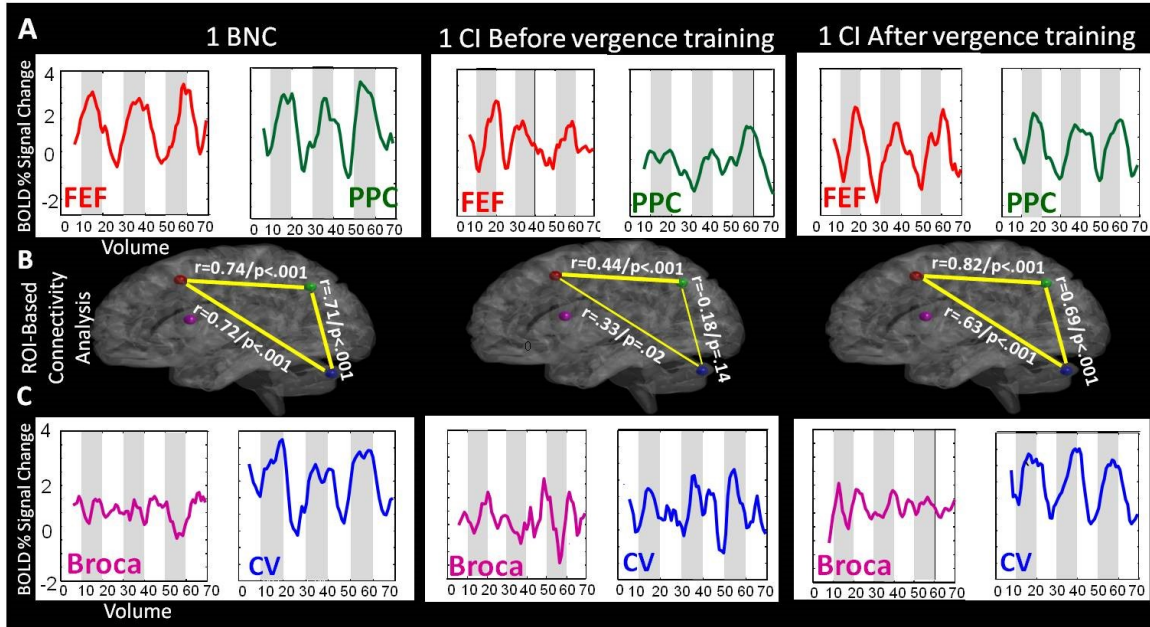 A
1 BNC
1 CI Before vergence training
1 CI After vergence training
BOLD % Signal Change
4
2
0
-2
FEF
PPC
FEF
PPC
FEF
PPC
0 10 20 30 40 50 60 70
0 10 20 30 40 50 60 70
0 10 20 30 40 50 60 70
0 10 20 30 40 50 60 70
0 10 20 30 40 50 60 70
0 10 20 30 40 50 60 70
Volume
B
ROI-Based
Connectivity
Analysis
r=0.74/p<.001
r=.71/p<.001
r=0.72/p<.001
r=0.44/p<.001
r=-0.18/p=.14
r=.33/p=.02
0
r=0.82/p<.001
r=0.69/p<.001
r=.63/p<.001
C
BOLD % Signal Change
4
2
0
-2
Broca
CV
Broca
CV
Broca
CV
0 10 20 30 40 50 60 70
0 10 20 30 40 50 60 70
0 10 20 30 40 50 60 70
0 10 20 30 40 50 60 70
0 10 20 30 40 50 60 70
0 10 20 30 40 50 60 70
Volume